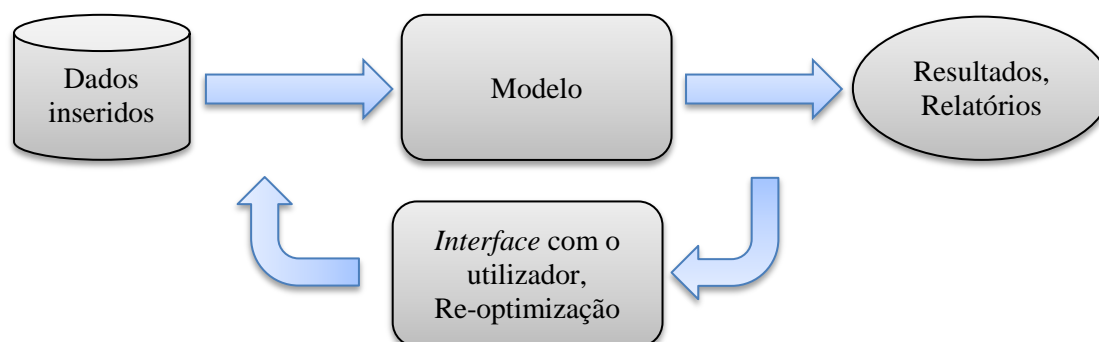 Dados
inseridos
Modelo
Resultados,
Relatórios
Interface com o
utilizador,
Re-optimização